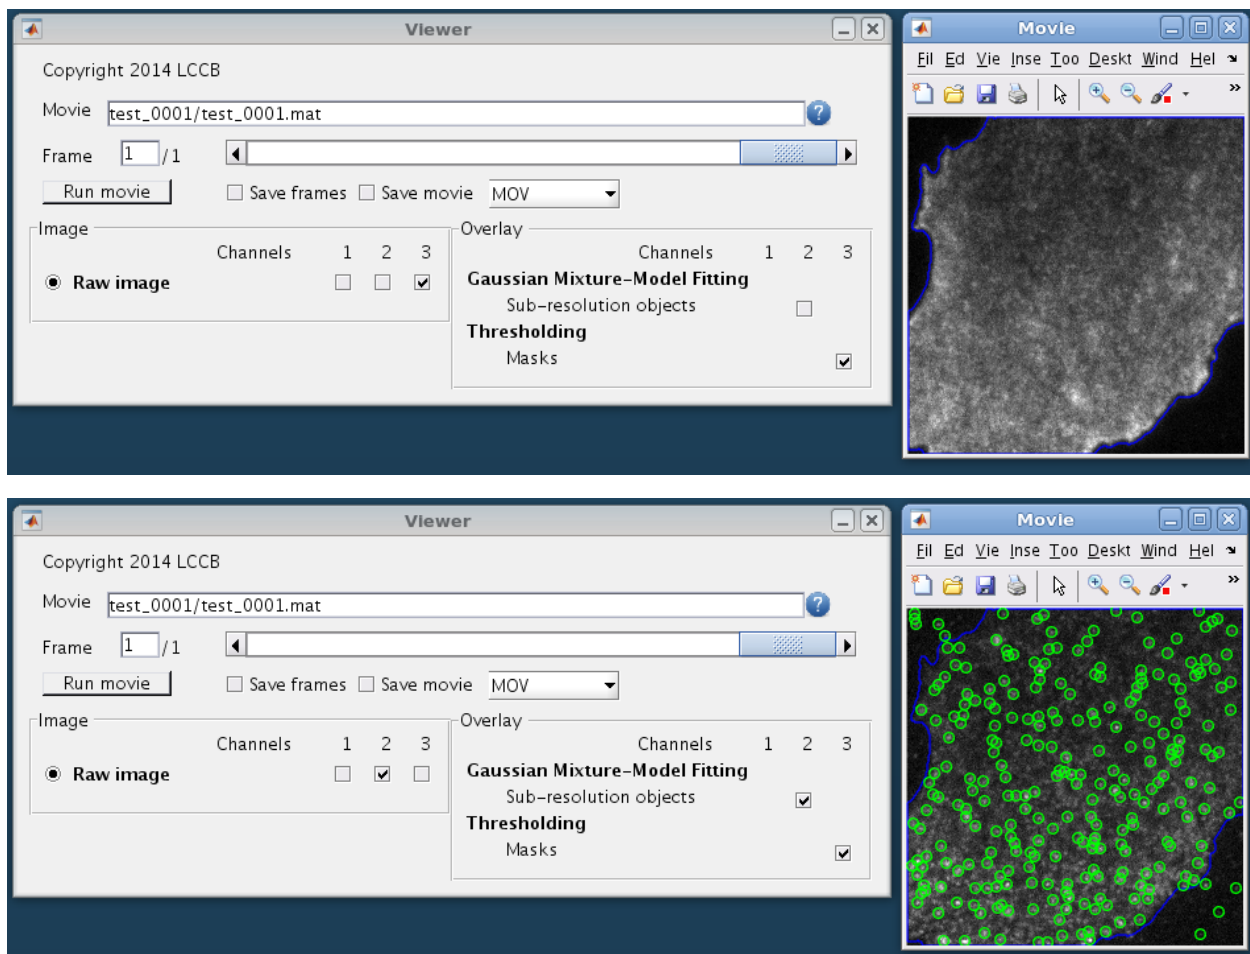 Viewer
Copyright 2014 LCCB
Movie test_0001/test_0001.mat ?
Frame 1 / 1
Run movie Save frames Save movie MOV
Image
Channels 1 2 3
Raw image
Overlay
Channels 1 2 3
Gaussian Mixture-Model Fitting
Sub-resolution objects
Thresholding
Masks
Movie
Fil Ed Vie Inse Too Deskt Wind Hel
Viewer
Copyright 2014 LCCB
Movie test_0001/test_0001.mat ?
Frame 1 / 1
Run movie Save frames Save movie MOV
Image
Channels 1 2 3
Raw image
Overlay
Channels 1 2 3
Gaussian Mixture-Model Fitting
Sub-resolution objects
Thresholding
Masks
Movie
Fil Ed Vie Inse Too Deskt Wind Hel